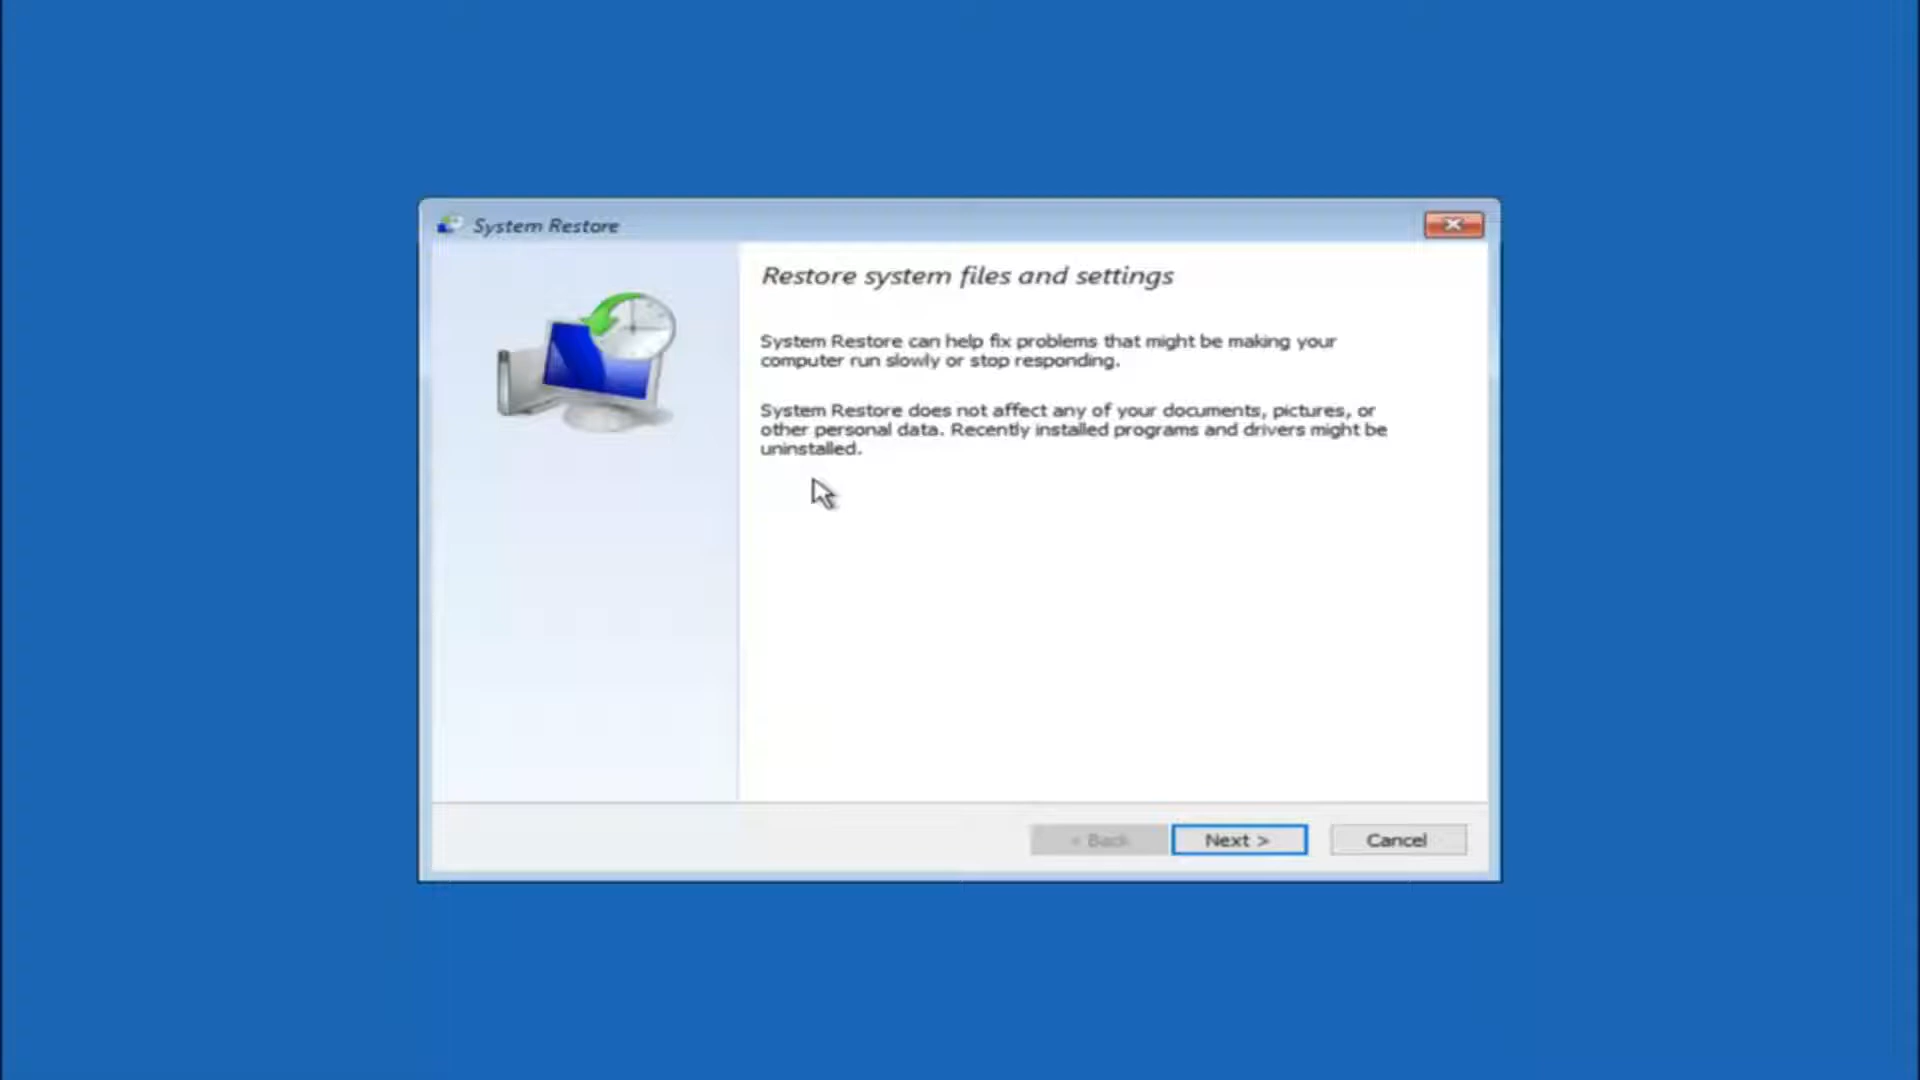 System Restore
Restore system files and settings
System Restore can help fix problems that might be making your
computer run slowly or stop responding.
System Restore does not affect any of your documents, pictures, or
other personal data. Recently installed programs and drivers might be
uninstalled.
< Back
Next >
Cancel